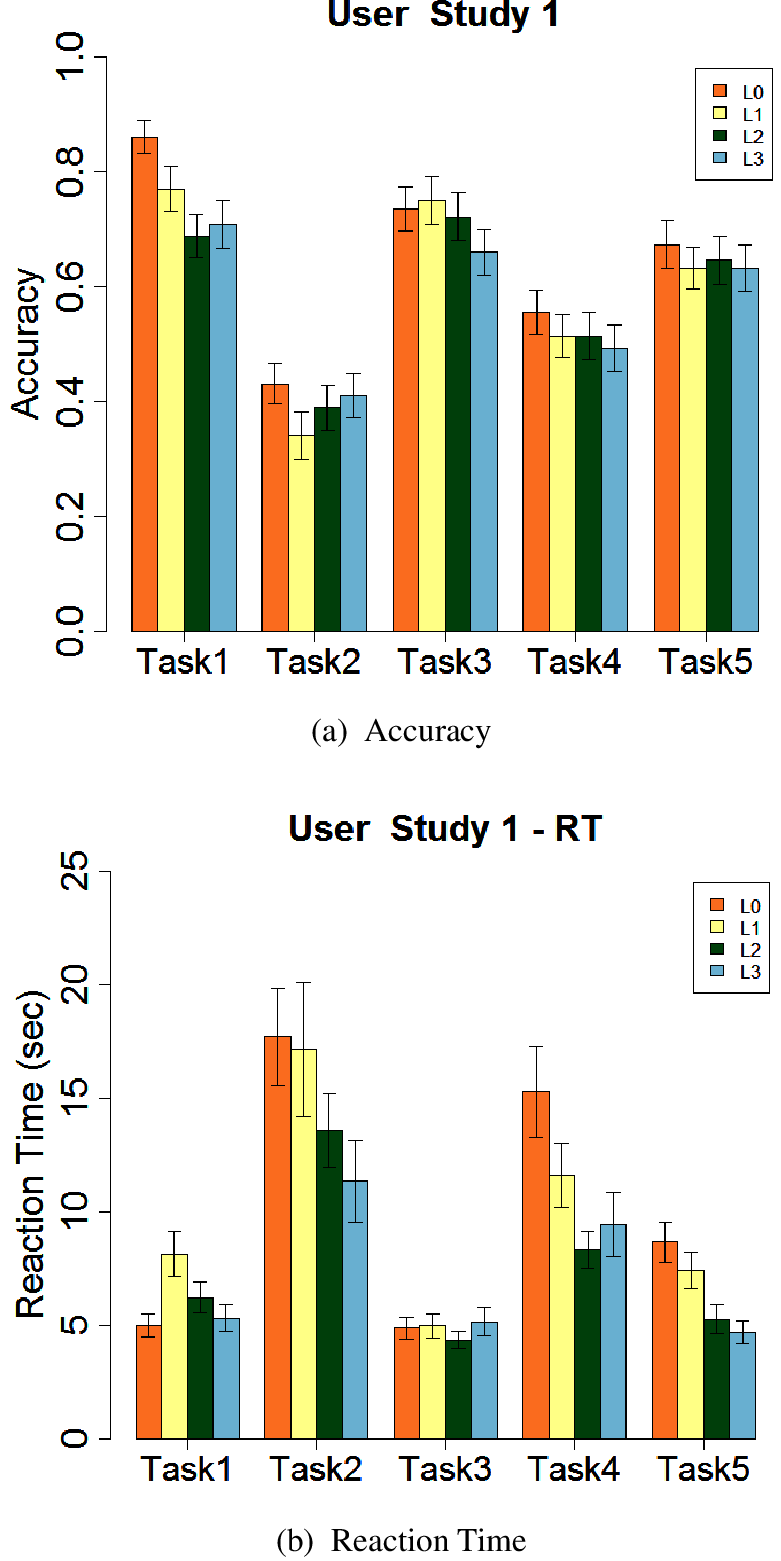 User Study 1
1.0
0.8
0.6
0.4
0.2
0.0
Accuracy
L0
L1
L2
L3
Task1 Task2 Task3 Task4 Task5
(a) Accuracy
User Study 1 - RT
25
20
15
10
5
0
Reaction Time (sec)
L0
L1
L2
L3
Task1 Task2 Task3 Task4 Task5
(b) Reaction Time